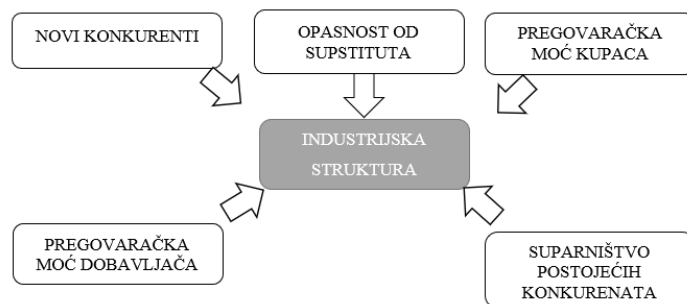 NOVI KONKURENTI
OPASNOST OD
SUPSTITUTA
PREGOVARAČKA
MOĆ KUPACA
INDUSTRIJSKA
STRUKTURA
PREGOVARAČKA
MOĆ DOBAVLJAČA
SUPARNIŠTVO
POSTOJEĆIH
KONKURENATA